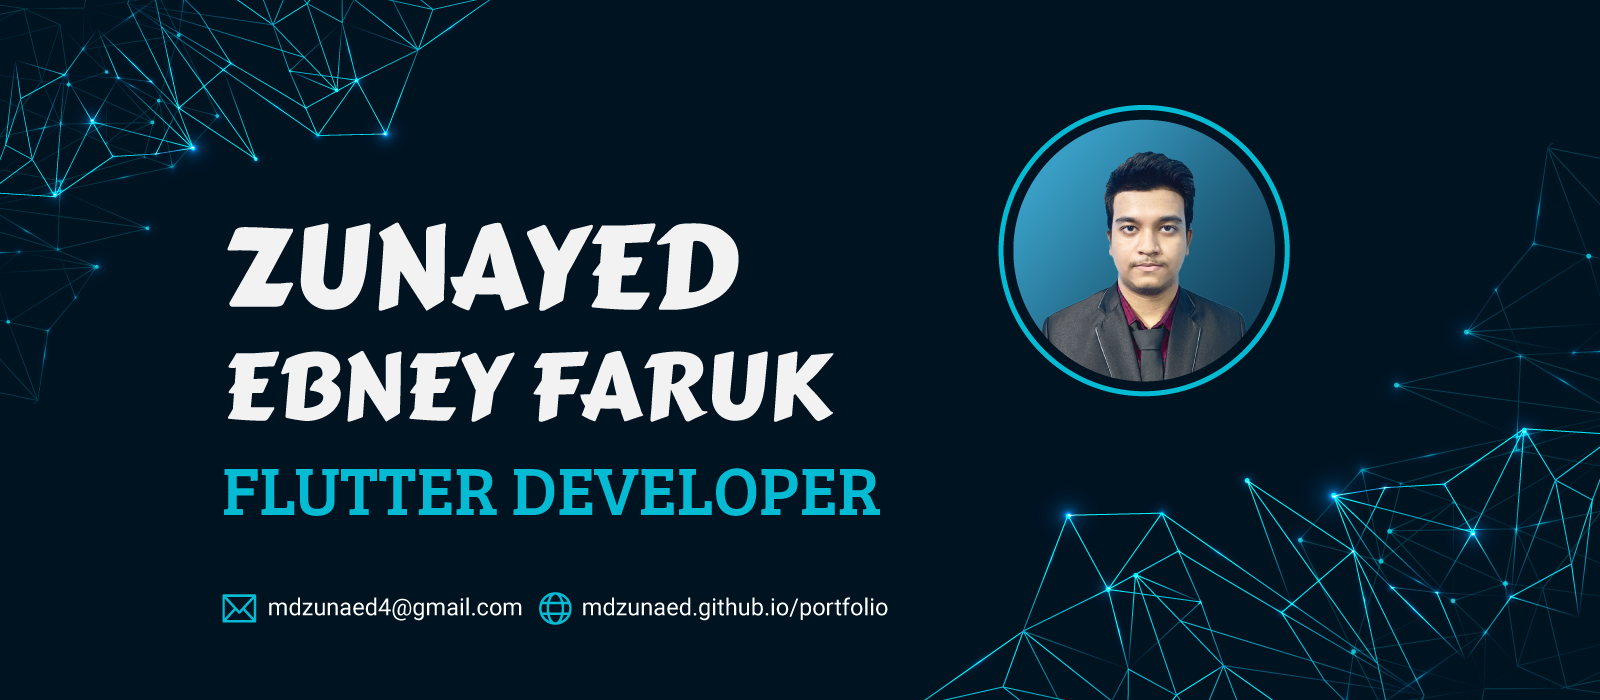 ZUNAYED
EBNEY FARUK
FLUTTER DEVELOPER
mdzunaed4@gmail.com mdzunaed.github.io/portfolio